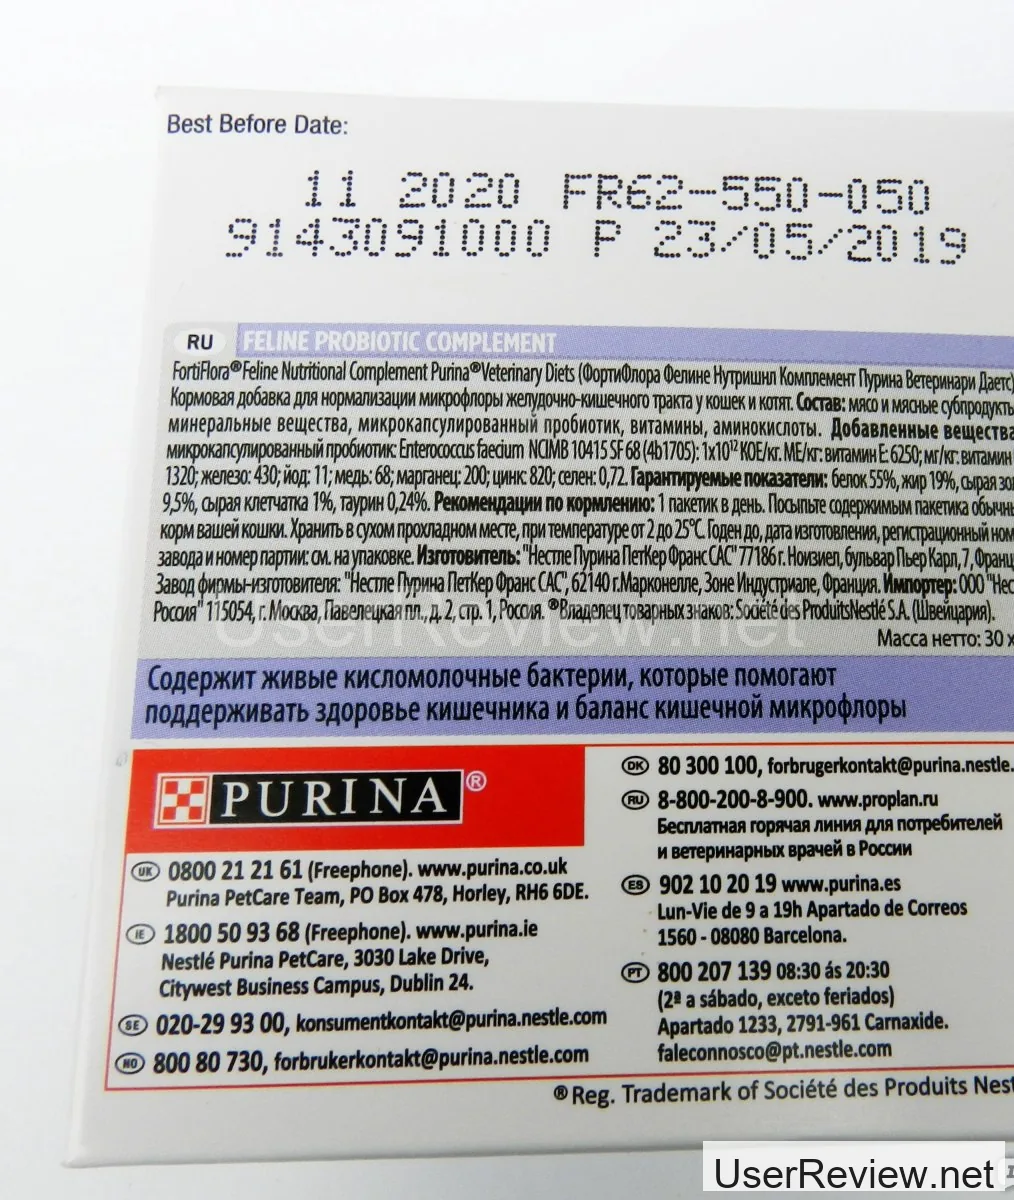 Best Before Date:
11 2020 FR62-550-050
9143091000 P 23/05/2019
RU FELINE PROBIOTIC COMPLEMENT
FortiFlora®Feline Nutritional Complement Purina®Veterinary Diets (ФортиФлора Фелине Нутришнл Комплемент Пурина Ветеринари Даетс)
Кормовая добавка для нормализации микрофлоры желудочно-кишечного тракта у кошек и котят. Состав: мясо и мясные субпродукты
минеральные вещества, микрокапсулированный пробиотик, витамины, аминокислоты. Добавленные вещества
микрокапсулированный пробиотик: Enterococcus faecium NCIMB 10415 SF 68 (4b1705): 1x10¹² КОЕ/кг. МЕ/кг: витамин Е: 6250; мг/кг: витамин
1320; железо: 430; йод: 11; медь: 68; марганец: 200; цинк: 820; селен: 0,72. Гарантируемые показатели: белок 55%, жир 19%, сырая зол
9,5%, сырая клетчатка 1%, таурин 0,24%. Рекомендации по кормлению: 1 пакетик в день. Посыпьте содержимым пакетика обычн
корм вашей кошки. Хранить в сухом прохладном месте, при температуре от 2 до 25°С. Годен до, дата изготовления, регистрационный ном
завода и номер партии: см. на упаковке. Изготовитель: "Нестле Пурина ПетКер Франс САС" 77186 г. Ноизиел, бульвар Пьер Карл, 7, Франц
Завод фирмы-изготовителя: "Нестле Пурина ПетКер Франс САС", 62140 г.Марконелле, Зоне Индустриале, Франция. Импортер: ООО "Нес
Россия" 115054, г. Москва, Павелецкая пл., д. 2, стр. 1, Россия. ®Владелец товарных знаков: Société des ProduitsNestlé S.A. (Швейцария).
UserReview.net
Масса нетто: 30 x
Содержит живые кисломолочные бактерии, которые помогают
поддерживать здоровье кишечника и баланс кишечной микрофлоры
PURINA®
UK 0800 21 21 61 (Freephone). www.purina.co.uk
Purina PetCare Team, PO Box 478, Horley, RH6 6DE.
IE 1800 50 93 68 (Freephone). www.purina.ie
Nestlé Purina PetCare, 3030 Lake Drive,
Citywest Business Campus, Dublin 24.
SE 020-29 93 00, konsumentkontakt@purina.nestle.com
NO 800 80 730, forbrukerkontakt@purina.nestle.com
DK 80 300 100, forbrugerkontakt@purina.nestle.
RU 8-800-200-8-900. www.proplan.ru
Бесплатная горячая линия для потребителей
и ветеринарных врачей в России
ES 902 10 20 19 www.purina.es
Lun-Vie de 9 a 19h Apartado de Correos
1560 - 08080 Barcelona.
PT 800 207 139 08:30 ás 20:30
(2ª a sábado, exceto feriados)
Apartado 1233, 2791-961 Carnaxide.
faleconnosco@pt.nestle.com
®Reg. Trademark of Société des Produits Nest
UserReview.net